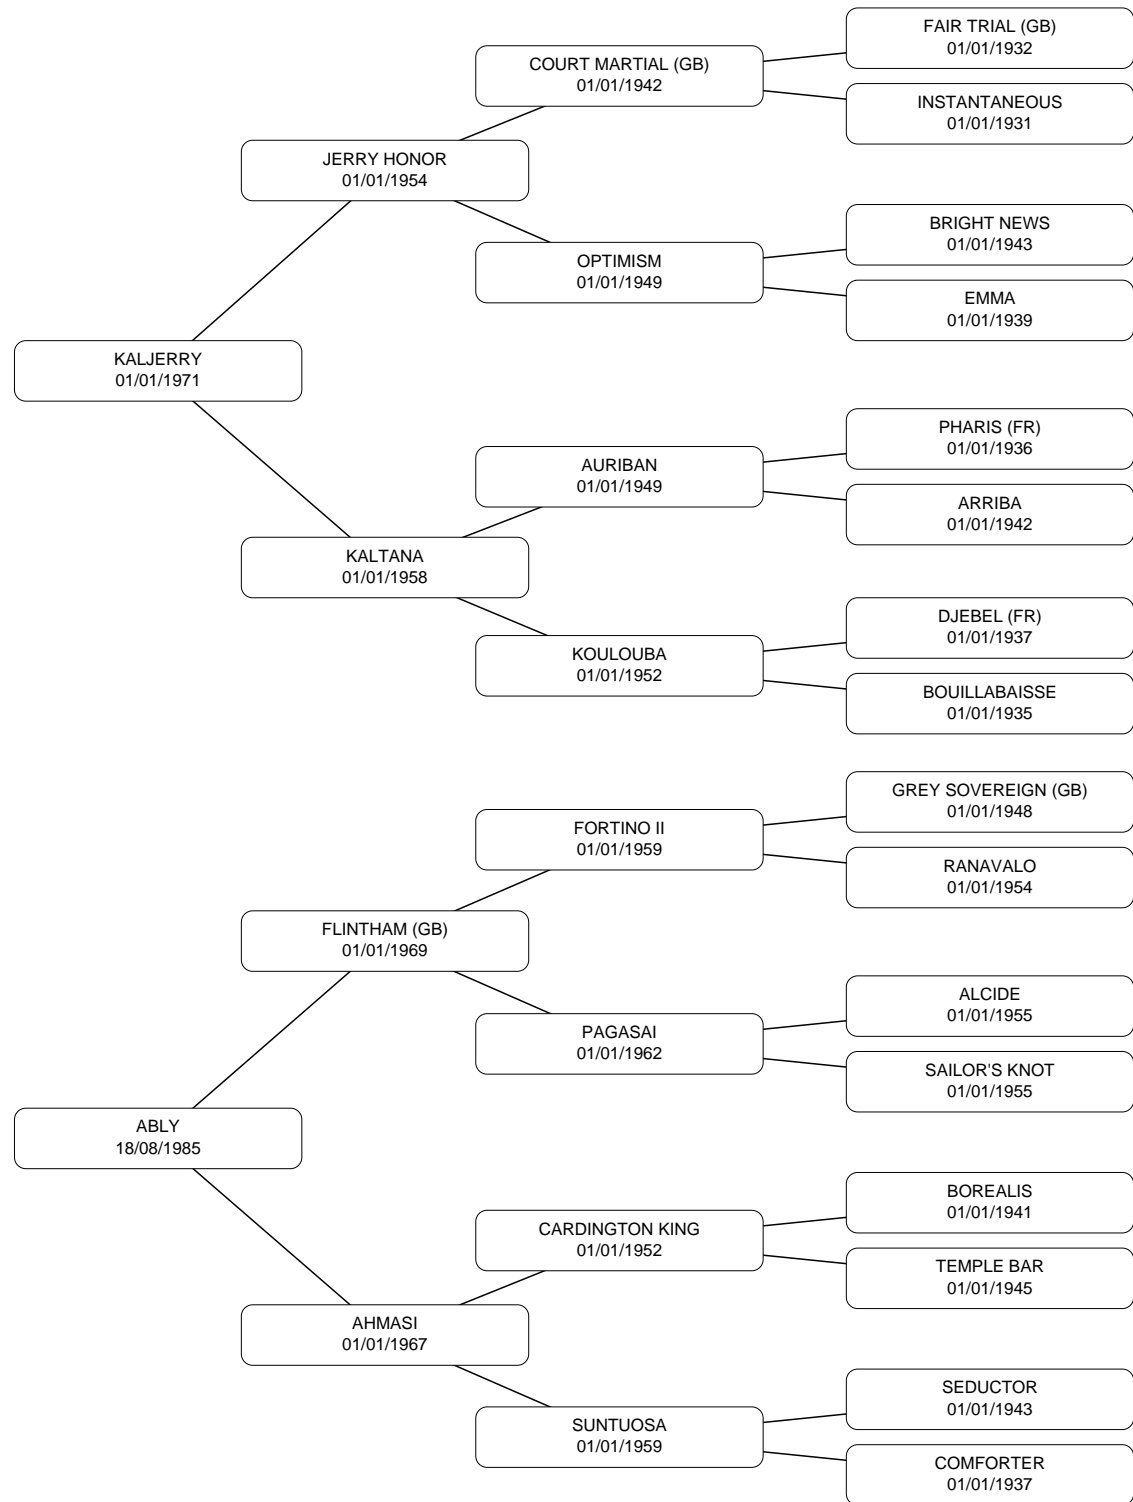 FAIR TRIAL (GB)
01/01/1932
COURT MARTIAL (GB)
01/01/1942
INSTANTANEOUS
01/01/1931
JERRY HONOR
01/01/1954
BRIGHT NEWS
01/01/1943
OPTIMISM
01/01/1949
EMMA
01/01/1939
KALJERRY
01/01/1971
PHARIS (FR)
01/01/1936
AURIBAN
01/01/1949
ARRIBA
01/01/1942
KALTANA
01/01/1958
DJEBEL (FR)
01/01/1937
KOULOUBA
01/01/1952
BOUILLABAISSE
01/01/1935
GREY SOVEREIGN (GB)
01/01/1948
FORTINO II
01/01/1959
RANAVALO
01/01/1954
FLINTHAM (GB)
01/01/1969
ALCIDE
01/01/1955
PAGASAI
01/01/1962
SAILOR'S KNOT
01/01/1955
ABLY
18/08/1985
BOREALIS
01/01/1941
CARDINGTON KING
01/01/1952
TEMPLE BAR
01/01/1945
AHMASI
01/01/1967
SEDUCTOR
01/01/1943
SUNTUOSA
01/01/1959
COMFORTER
01/01/1937